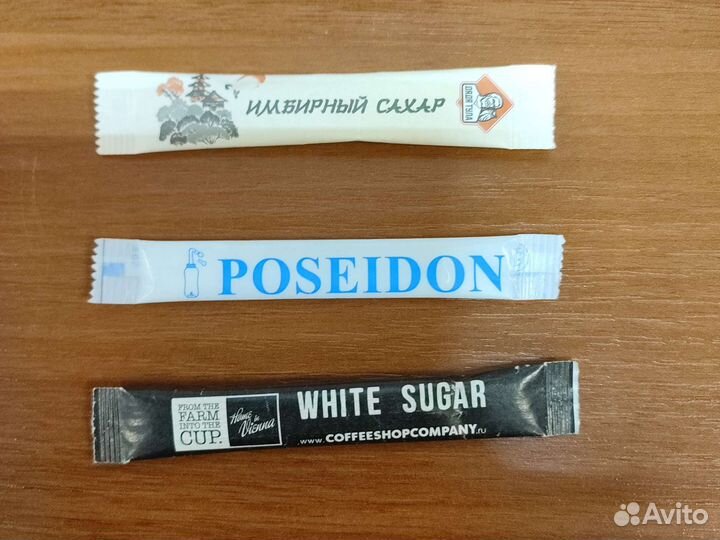 ИМБИРНЫЙ САХАР
POSEIDON
FROM THE
FARM
INTO THE
CUP.
Home in
Vienna
WHITE SUGAR
www.COFFEESHOPCOMPANY.ru
Avito